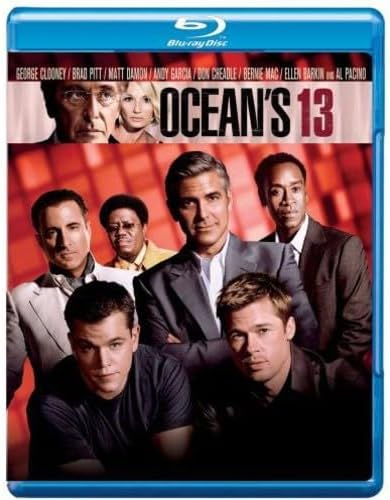 Blu-ray Disc
GEORGE CLOONEY / BRAD PITT / MATT DAMON / ANDY GARCIA / DON CHEADLE / BERNIE MAC / ELLEN BARKIN AND AL PACINO
OCEAN'S 13